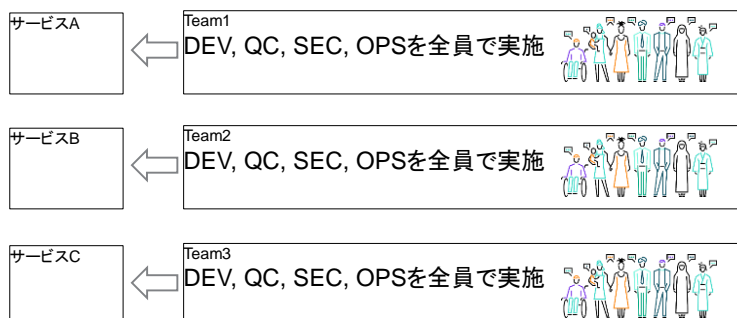 サービスA
Team1
DEV, QC, SEC, OPSを全員で実施
サービスB
Team2
DEV, QC, SEC, OPSを全員で実施
サービスC
Team3
DEV, QC, SEC, OPSを全員で実施